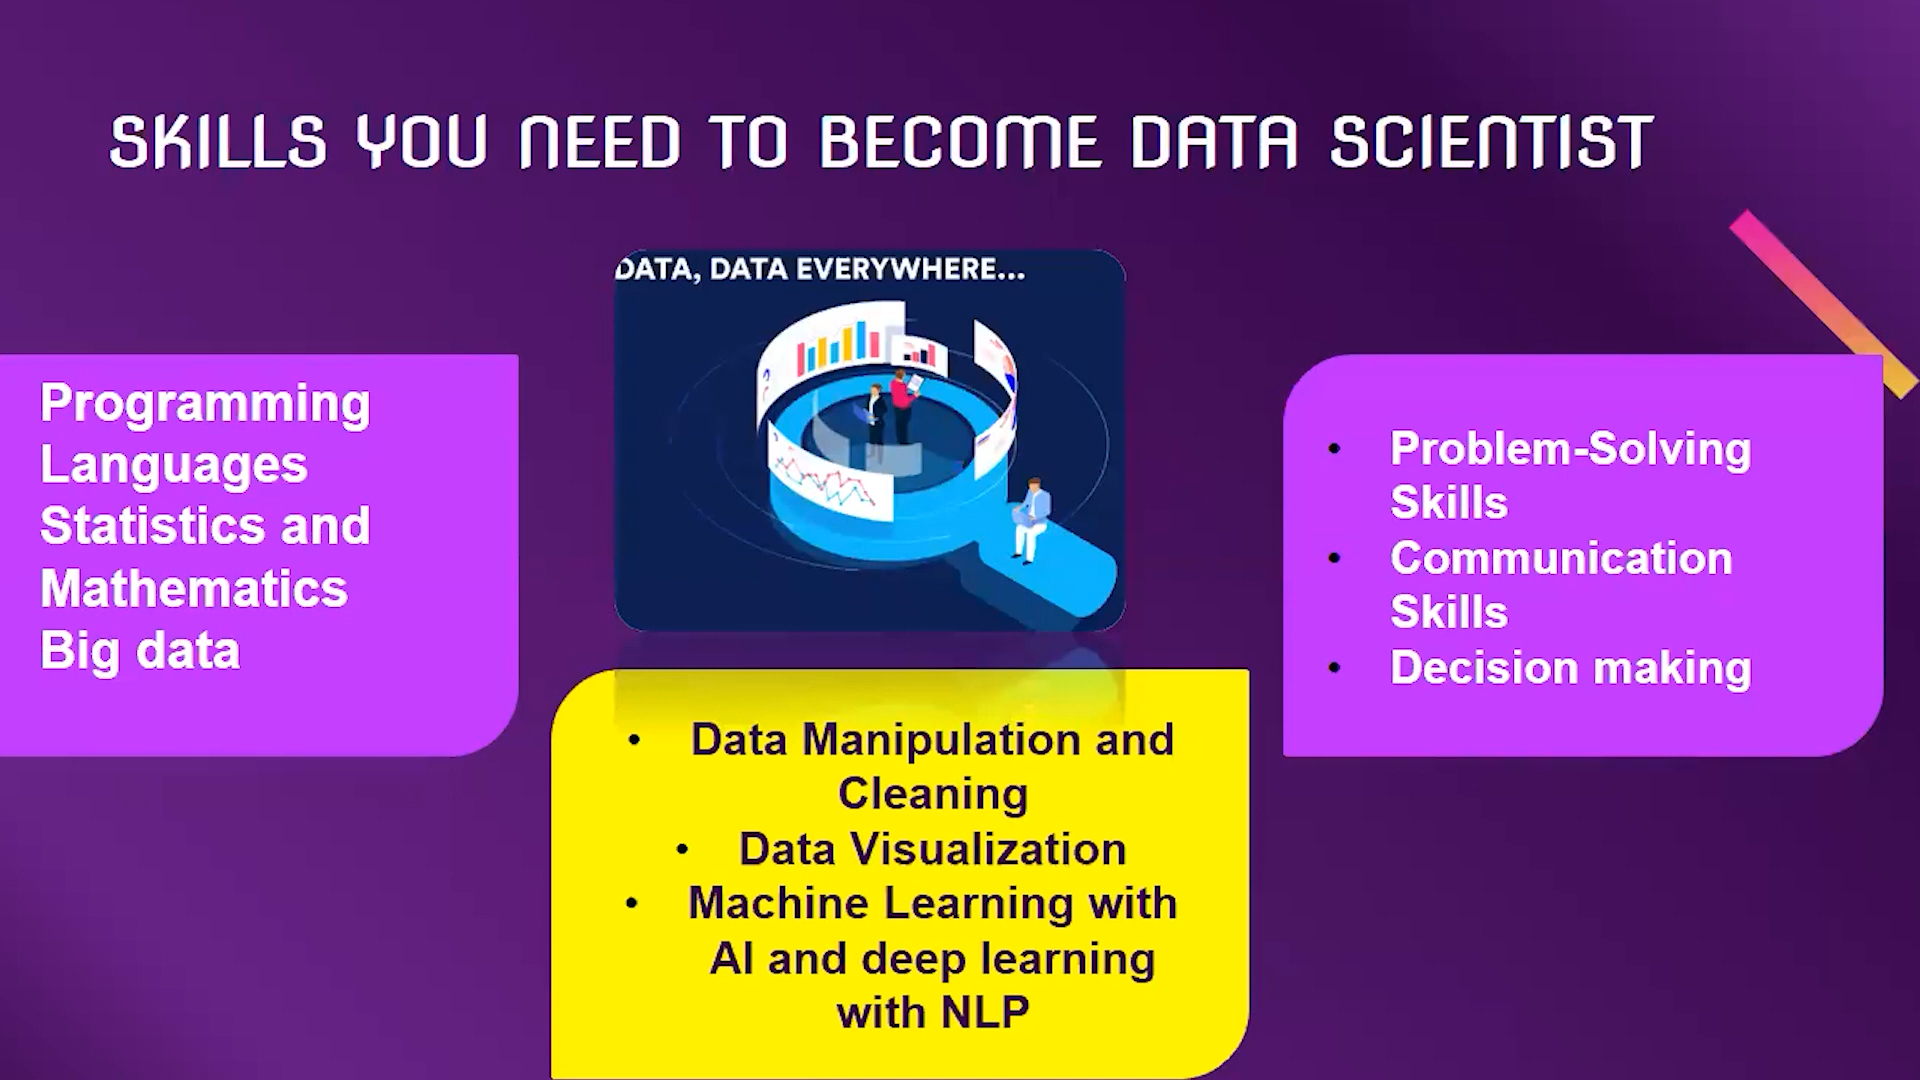 SKILLS YOU NEED TO BECOME DATA SCIENTIST
DATA, DATA EVERYWHERE...
Programming
Languages
Statistics and
Mathematics
Big data
• Data Manipulation and
Cleaning
• Data Visualization
• Machine Learning with
AI and deep learning
with NLP
• Problem-Solving
Skills
• Communication
Skills
• Decision making